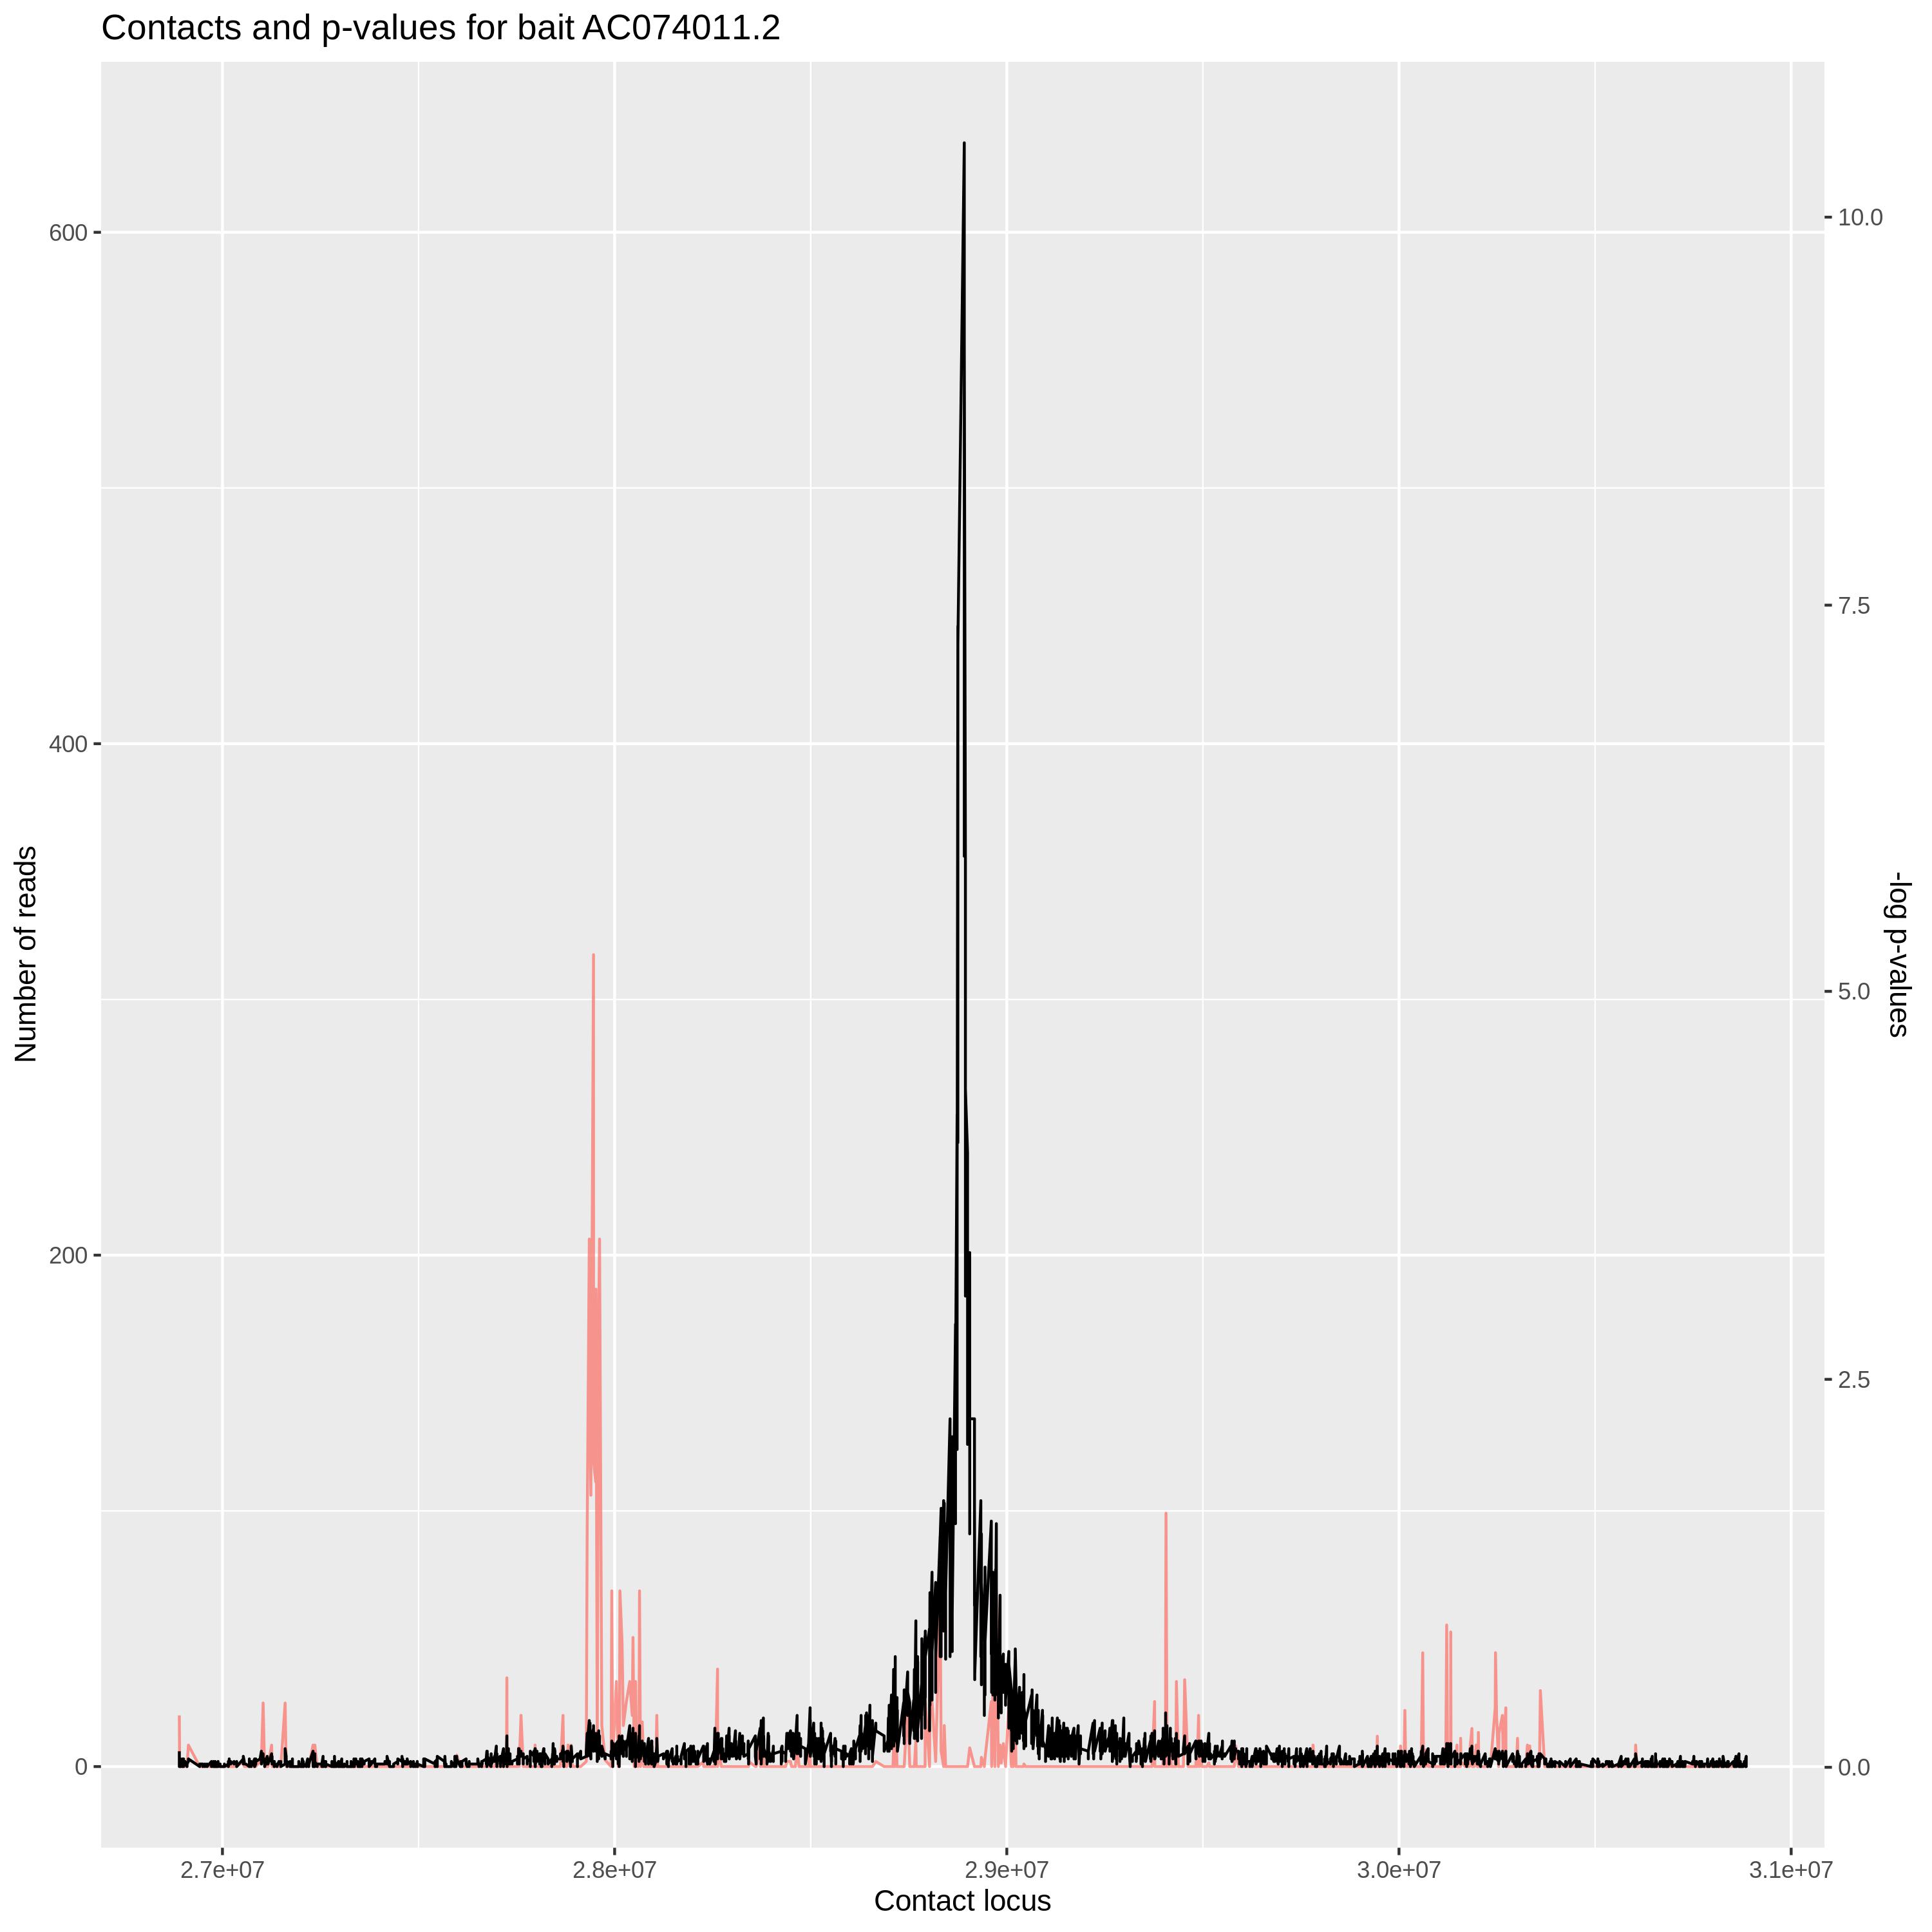 Contacts and p-values for bait AC074011.2
600
400
200
0
Number of reads
10.0
7.5
5.0
2.5
0.0
-log p-values
2.7e+07 2.8e+07 2.9e+07 3.0e+07 3.1e+07
Contact locus